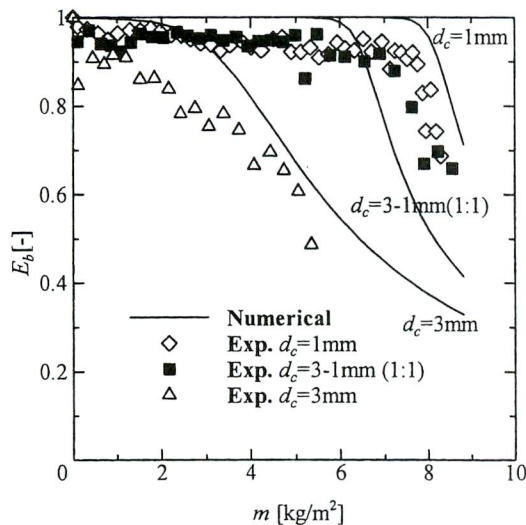 1
0.8
0.6
0.4
0.2
E_b [-]
d_c=1mm
d_c=3-1mm(1:1)
d_c=3mm
Numerical
Exp. d_c=1mm
Exp. d_c=3-1mm (1:1)
Exp. d_c=3mm
0 2 4 6 8 10
m [kg/m²]